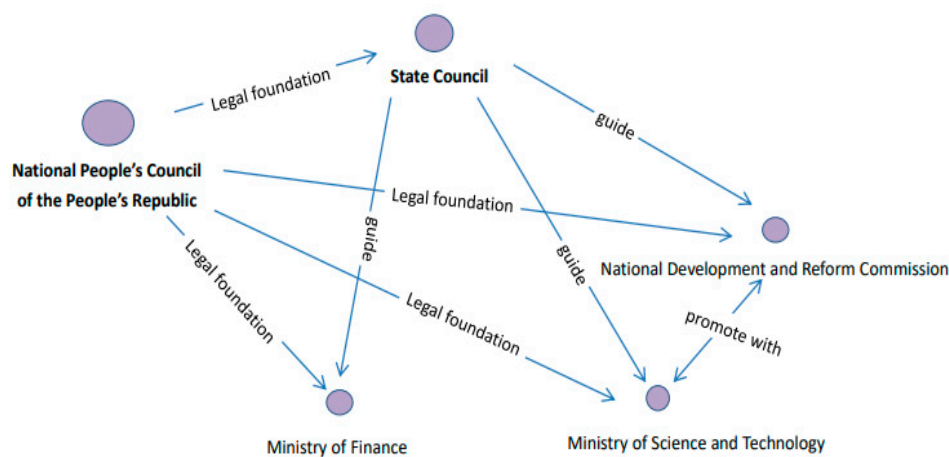 State Council
Legal foundation
guide
National People's Council
of the People's Republic
Legal foundation
guide
guide
Legal foundation
National Development and Reform Commission
Legal foundation
promote with
Ministry of Finance
Ministry of Science and Technology